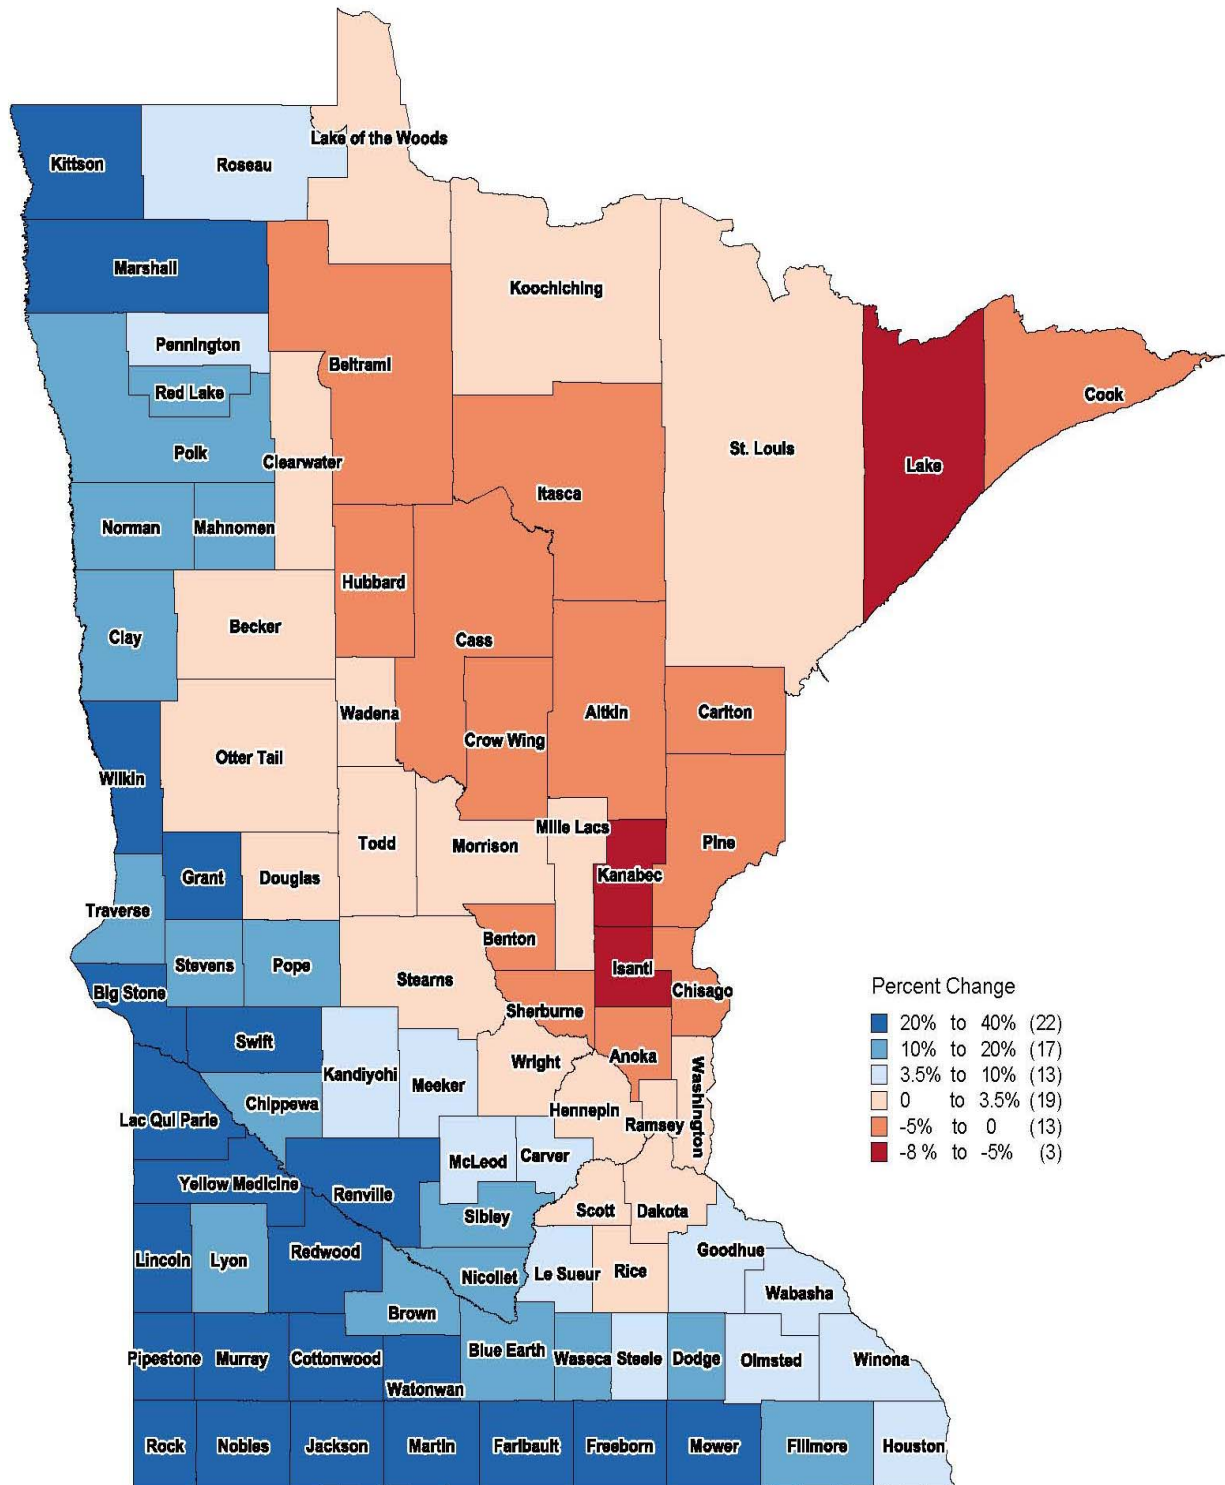 Lake of the Woods
Kittson
Roseau
Marshall
Koochiching
Pennington
Beltrami
Red Lake
Cook
Polk
St. Louis
Clearwater
Lake
Itasca
Norman
Mahnomen
Hubbard
Becker
Clay
Cass
Wadena
Aitkin
Carlton
Crow Wing
Otter Tail
Wilkin
Mille Lacs
Todd
Morrison
Pine
Grant
Douglas
Kanabec
Traverse
Benton
Stevens
Pope
Isanti
Stearns
Big Stone
Chisago
Sherburne
Swift
Anoka
Wright
Kandiyohi
Meeker
Washington
Chippewa
Hennepin
Lac Qui Parle
Ramsey
McLeod
Carver
Yellow Medicine
Renville
Scott
Dakota
Sibley
Redwood
Goodhue
Lincoln
Lyon
Nicollet
Le Sueur
Rice
Wabasha
Brown
Blue Earth
Pipestone
Murray
Cottonwood
Waseca
Steele
Dodge
Olmsted
Winona
Watonwan
Rock
Nobles
Jackson
Martin
Faribault
Freeborn
Mower
Fillmore
Houston
Percent Change
20% to 40% (22)
10% to 20% (17)
3.5% to 10% (13)
0 to 3.5% (19)
-5% to 0 (13)
-8 % to -5% (3)